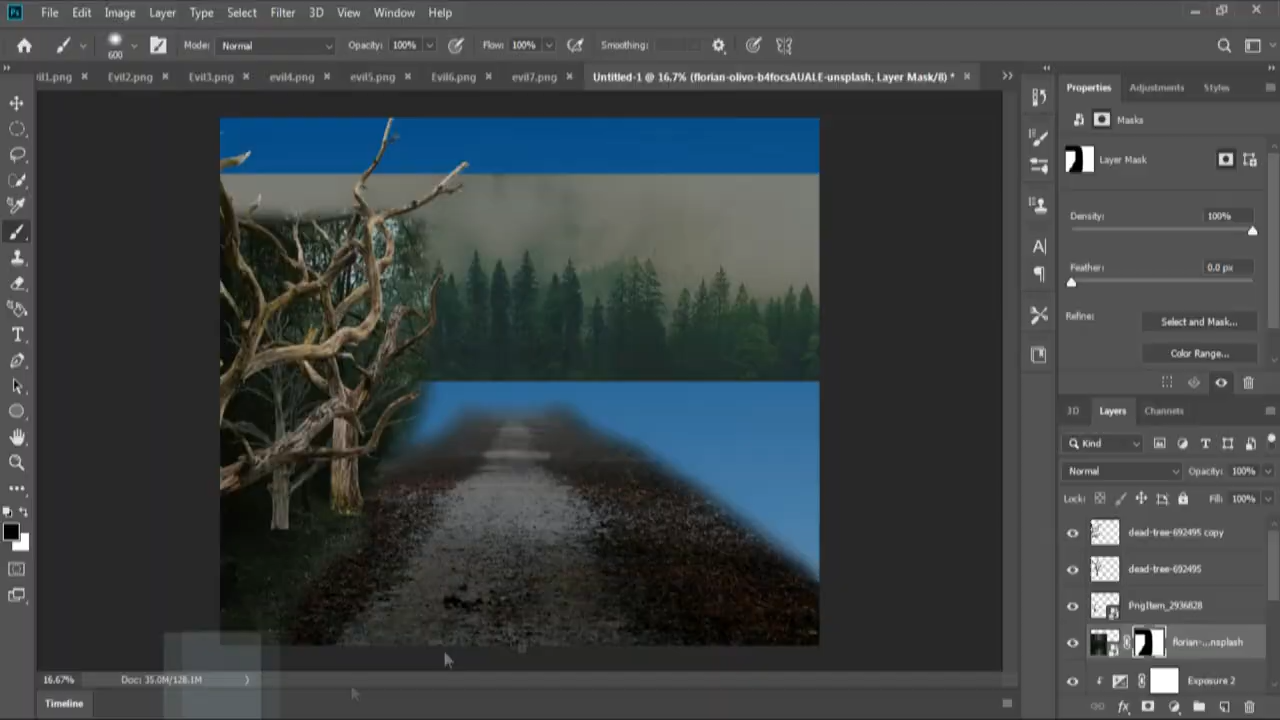 Ps File Edit Image Layer Type Select Filter 3D View Window Help
600 Mode: Normal Opacity: 100% Flow: 100% Smoothing:
il1.png × Evil2.png × Evil3.png × evil4.png × evil5.png × Evil6.png × evil7.png × Untitled-1 @ 16.7% (florian-olivo-b4focsAUALE-unsplash, Layer Mask/8) * ×
Properties Adjustments Styles
Masks
Layer Mask
Density: 100%
Feather: 0.0 px
Refine: Select and Mask...
Color Range...
3D Layers Channels
Kind
Normal Opacity: 100%
Lock: Fill: 100%
dead-tree-692495 copy
dead-tree-692495
PngItem_2936828
florian-...nsplash
Exposure 2
16.67% Doc: 35.0M/128.1M
Timeline